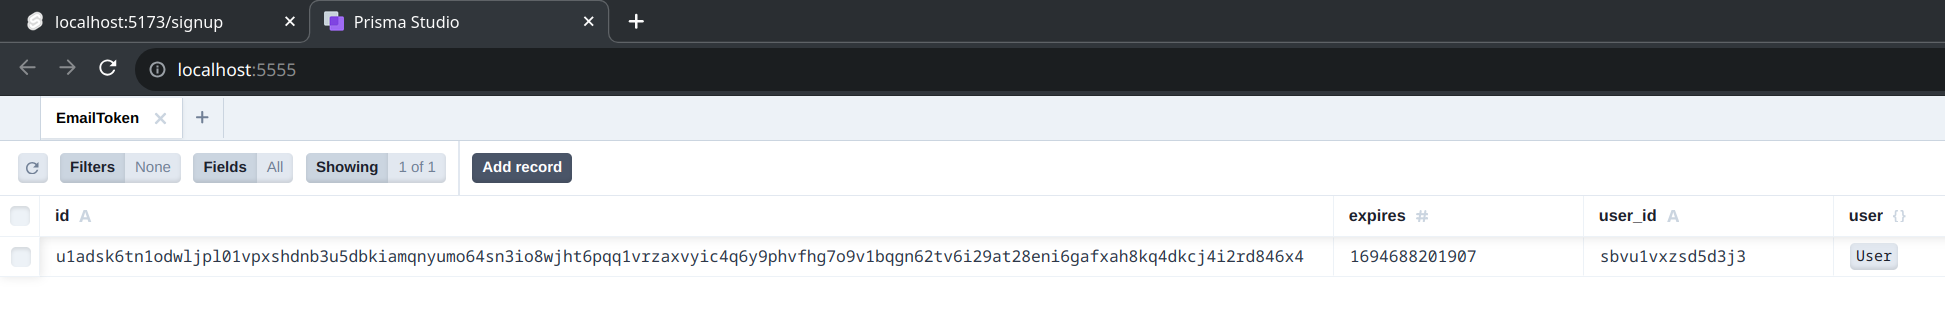 localhost:5173/signup Prisma Studio
localhost:5555
EmailToken
Filters None Fields All Showing 1 of 1 Add record
id A expires # user_id A user {}
u1adsk6tn1odwljpl01vpxshdnb3u5dbkiamqnyumo64sn3io8wjht6pqq1vrzaxvyic4q6y9phvfhg7o9v1bqgn62tv6i29at28eni6gafxah8kq4dkcj4i2rd846x4 1694688201907 sbvu1vxzsd5d3j3 User